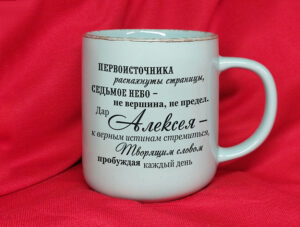 ПЕРВОИСТОЧНИКА
распахнуты страницы,
СЕДЬМОЕ НЕБО –
не вершина, не предел.
Дар
Алексея –
к верным истинам стремиться,
Творящим словом
пробуждая каждый день